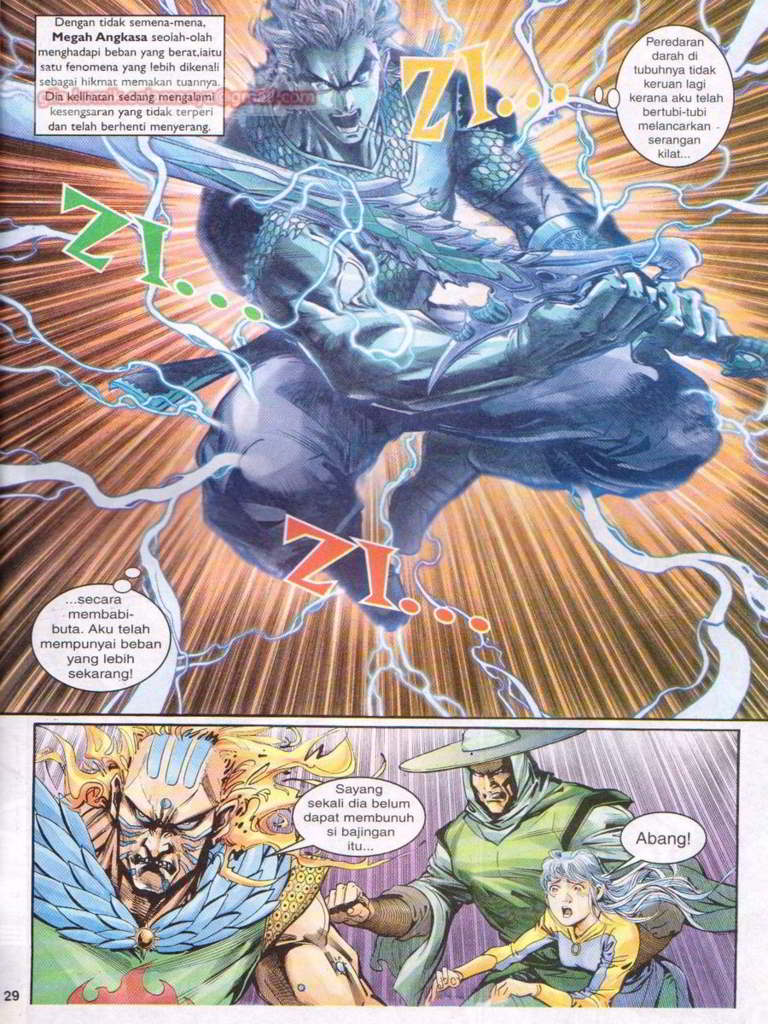 Dengan tidak semena-mena,
Megah Angkasa seolah-olah
menghadapi beban yang berat,iaitu
satu fenomena yang lebih dikenali
sebagai hikmat memakan tuannya.
Dia kelihatan sedang mengalami
kesengsaran yang tidak terperi
dan telah berhenti menyerang.
ZI...
Peredaran
darah di
tubuhnya tidak
keruan lagi
kerana aku telah
bertubi-tubi
melancarkan
serangan
kilat...
ZI...
ZI...
...secara
membabi-
buta. Aku telah
mempunyai beban
yang lebih
sekarang!
Sayang
sekali dia belum
dapat membunuh
si bajingan
itu...
Abang!
29